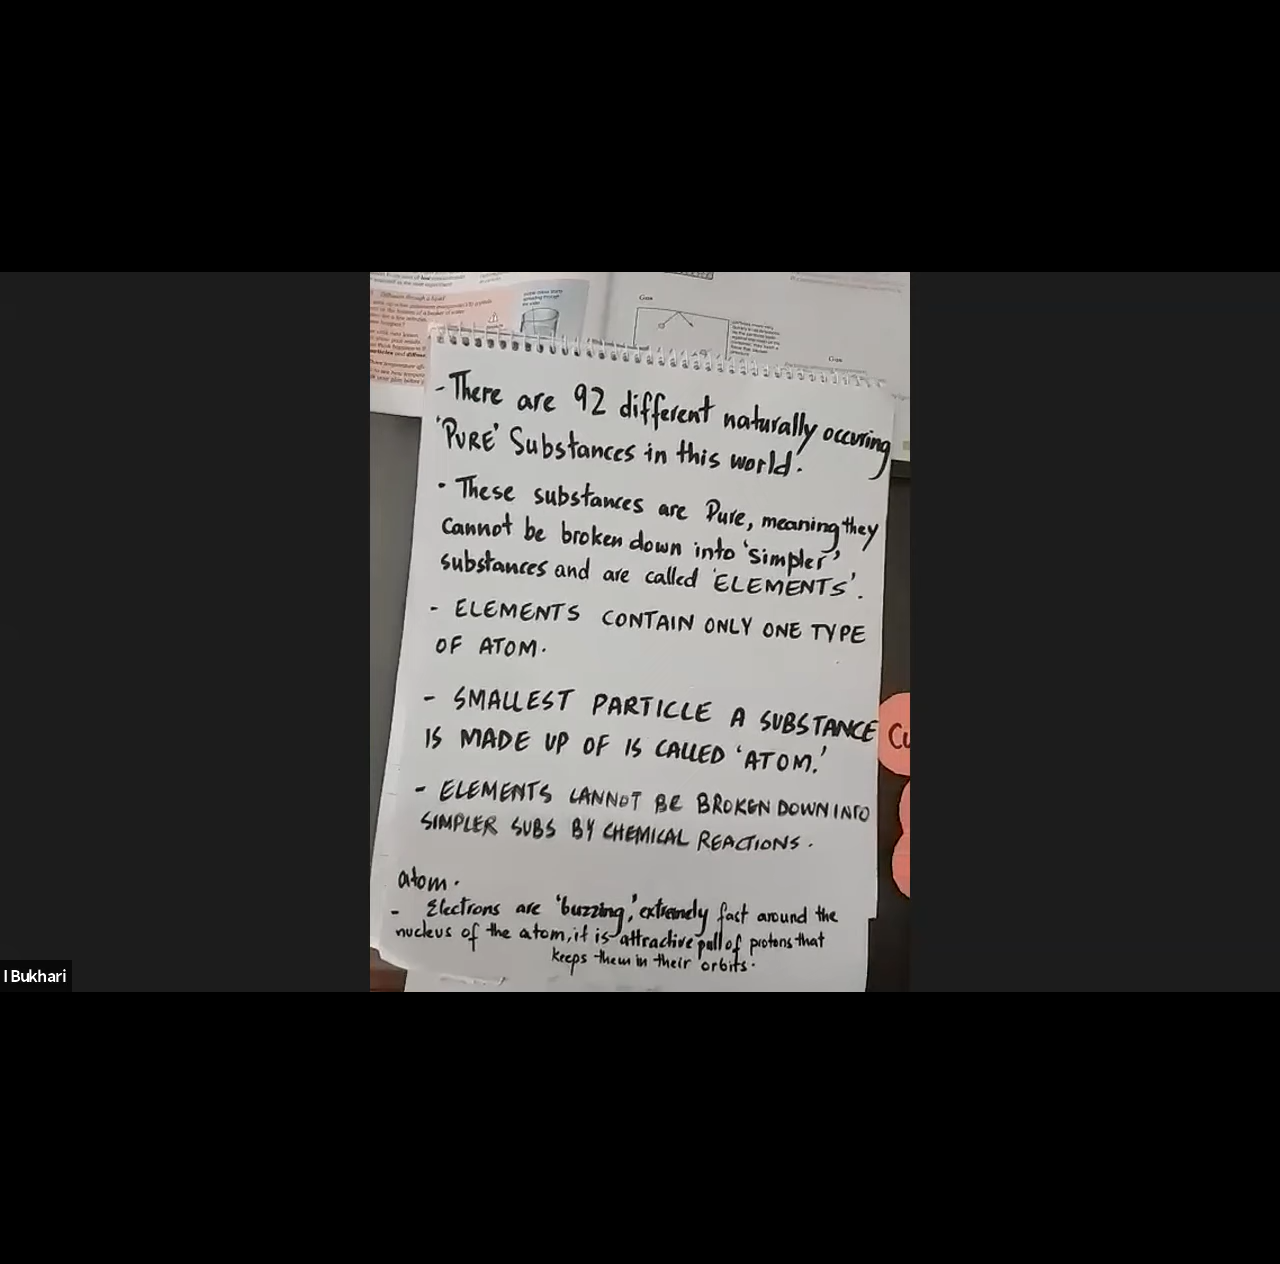 Gas
Gas
- There are 92 different naturally occuring
'PURE' Substances in this world.
- These substances are Pure, meaning they
cannot be broken down into 'simpler'
substances and are called 'ELEMENTS'.
- ELEMENTS CONTAIN ONLY ONE TYPE
OF ATOM.
- SMALLEST PARTICLE A SUBSTANCE
IS MADE UP OF IS CALLED 'ATOM.'
- ELEMENTS CANNOT BE BROKEN DOWN INTO
SIMPLER SUBS BY CHEMICAL REACTIONS.
atom.
- Electrons are 'buzzing,' extremely fast around the
nucleus of the atom, it is attractive pull of protons that
keeps them in their orbits.
Cu
I Bukhari